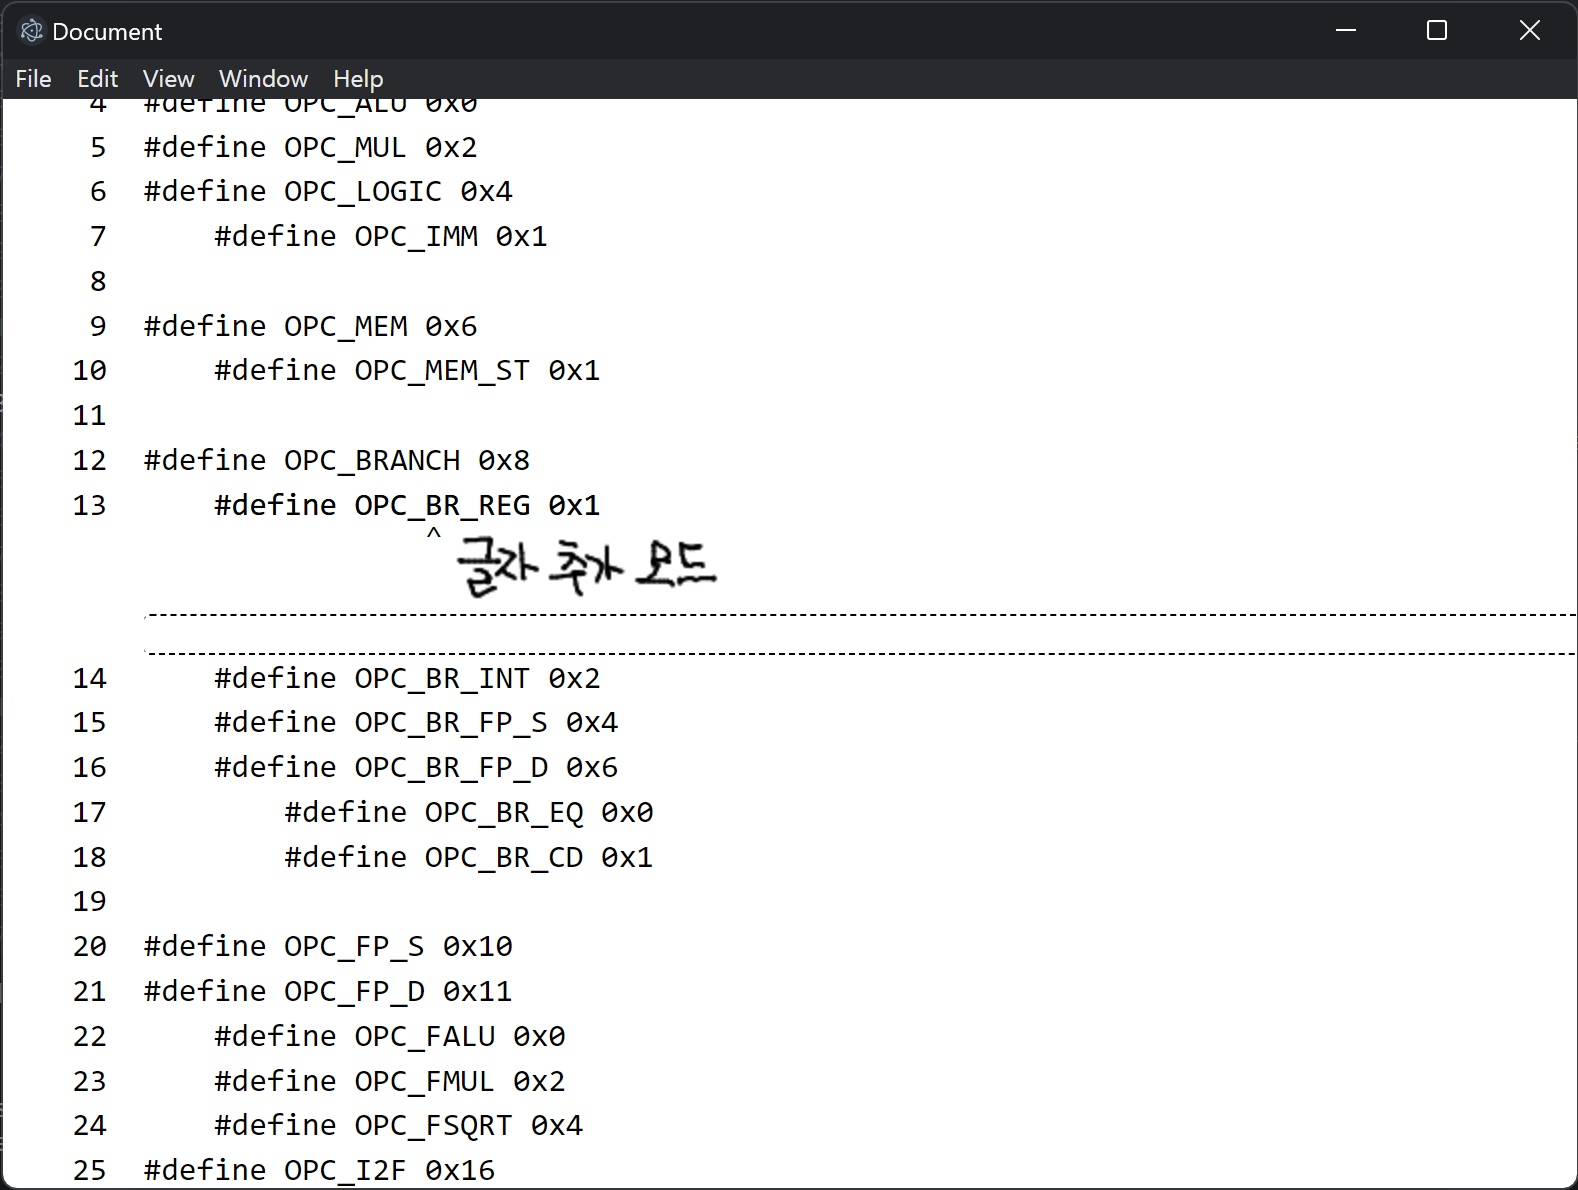 Document
File Edit View Window Help
4 #define OPC_ALU 0x0
5 #define OPC_MUL 0x2
6 #define OPC_LOGIC 0x4
7 #define OPC_IMM 0x1
8
9 #define OPC_MEM 0x6
10 #define OPC_MEM_ST 0x1
11
12 #define OPC_BRANCH 0x8
13 #define OPC_BR_REG 0x1
^ 글자 추가 모드
14 #define OPC_BR_INT 0x2
15 #define OPC_BR_FP_S 0x4
16 #define OPC_BR_FP_D 0x6
17 #define OPC_BR_EQ 0x0
18 #define OPC_BR_CD 0x1
19
20 #define OPC_FP_S 0x10
21 #define OPC_FP_D 0x11
22 #define OPC_FALU 0x0
23 #define OPC_FMUL 0x2
24 #define OPC_FSQRT 0x4
25 #define OPC_I2F 0x16